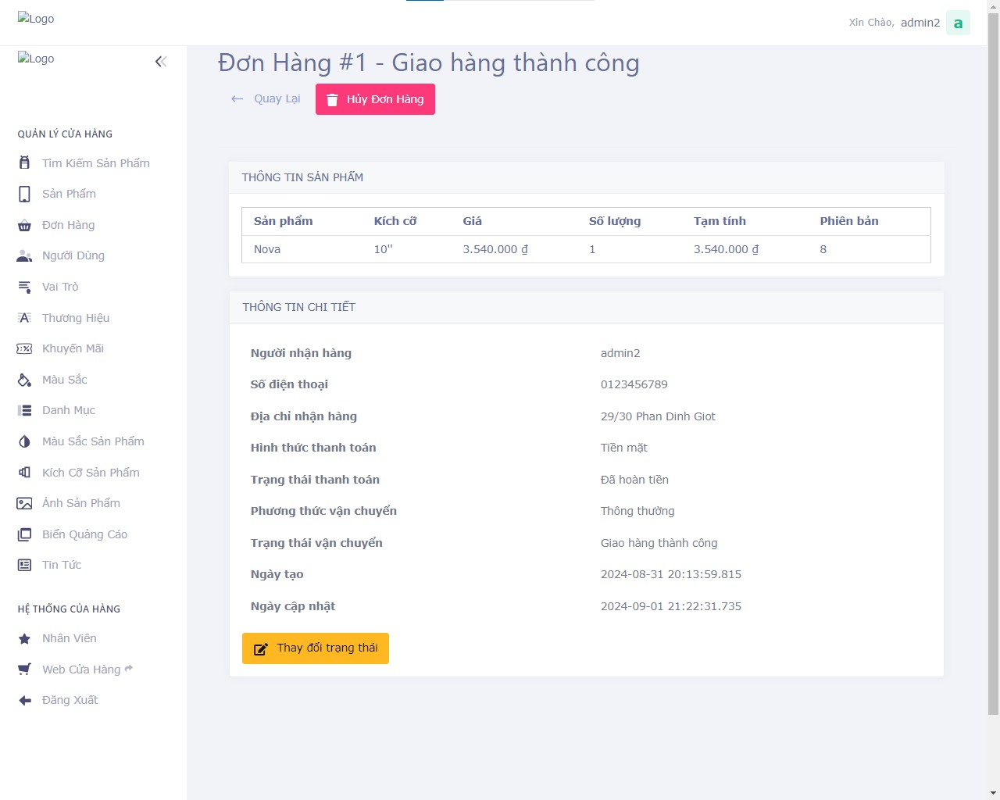 Logo
Xin Chào, admin2 a
Logo
Đơn Hàng #1 - Giao hàng thành công
Quay Lại
Hủy Đơn Hàng
QUẢN LÝ CỬA HÀNG
Tìm Kiếm Sản Phẩm
Sản Phẩm
Đơn Hàng
Người Dùng
Vai Trò
Thương Hiệu
Khuyến Mãi
Màu Sắc
Danh Mục
Màu Sắc Sản Phẩm
Kích Cỡ Sản Phẩm
Ảnh Sản Phẩm
Biển Quảng Cáo
Tin Tức
HỆ THỐNG CỦA HÀNG
Nhân Viên
Web Cửa Hàng
Đăng Xuất
THÔNG TIN SẢN PHẨM
Sản phẩm Kích cỡ Giá Số lượng Tạm tính Phiên bản
Nova 10" 3.540.000 ₫ 1 3.540.000 ₫ 8
THÔNG TIN CHI TIẾT
Người nhận hàng admin2
Số điện thoại 0123456789
Địa chỉ nhận hàng 29/30 Phan Dinh Giot
Hình thức thanh toán Tiền mặt
Trạng thái thanh toán Đã hoàn tiền
Phương thức vận chuyển Thông thường
Trạng thái vận chuyển Giao hàng thành công
Ngày tạo 2024-08-31 20:13:59.815
Ngày cập nhật 2024-09-01 21:22:31.735
Thay đổi trạng thái